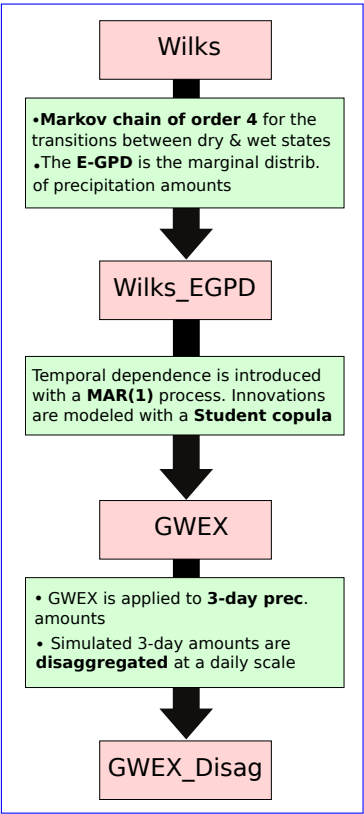 Wilks
•Markov chain of order 4 for the
transitions between dry & wet states
•The E-GPD is the marginal distrib.
of precipitation amounts
Wilks_EGPD
Temporal dependence is introduced
with a MAR(1) process. Innovations
are modeled with a Student copula
GWEX
• GWEX is applied to 3-day prec.
amounts
• Simulated 3-day amounts are
disaggregated at a daily scale
GWEX_Disag